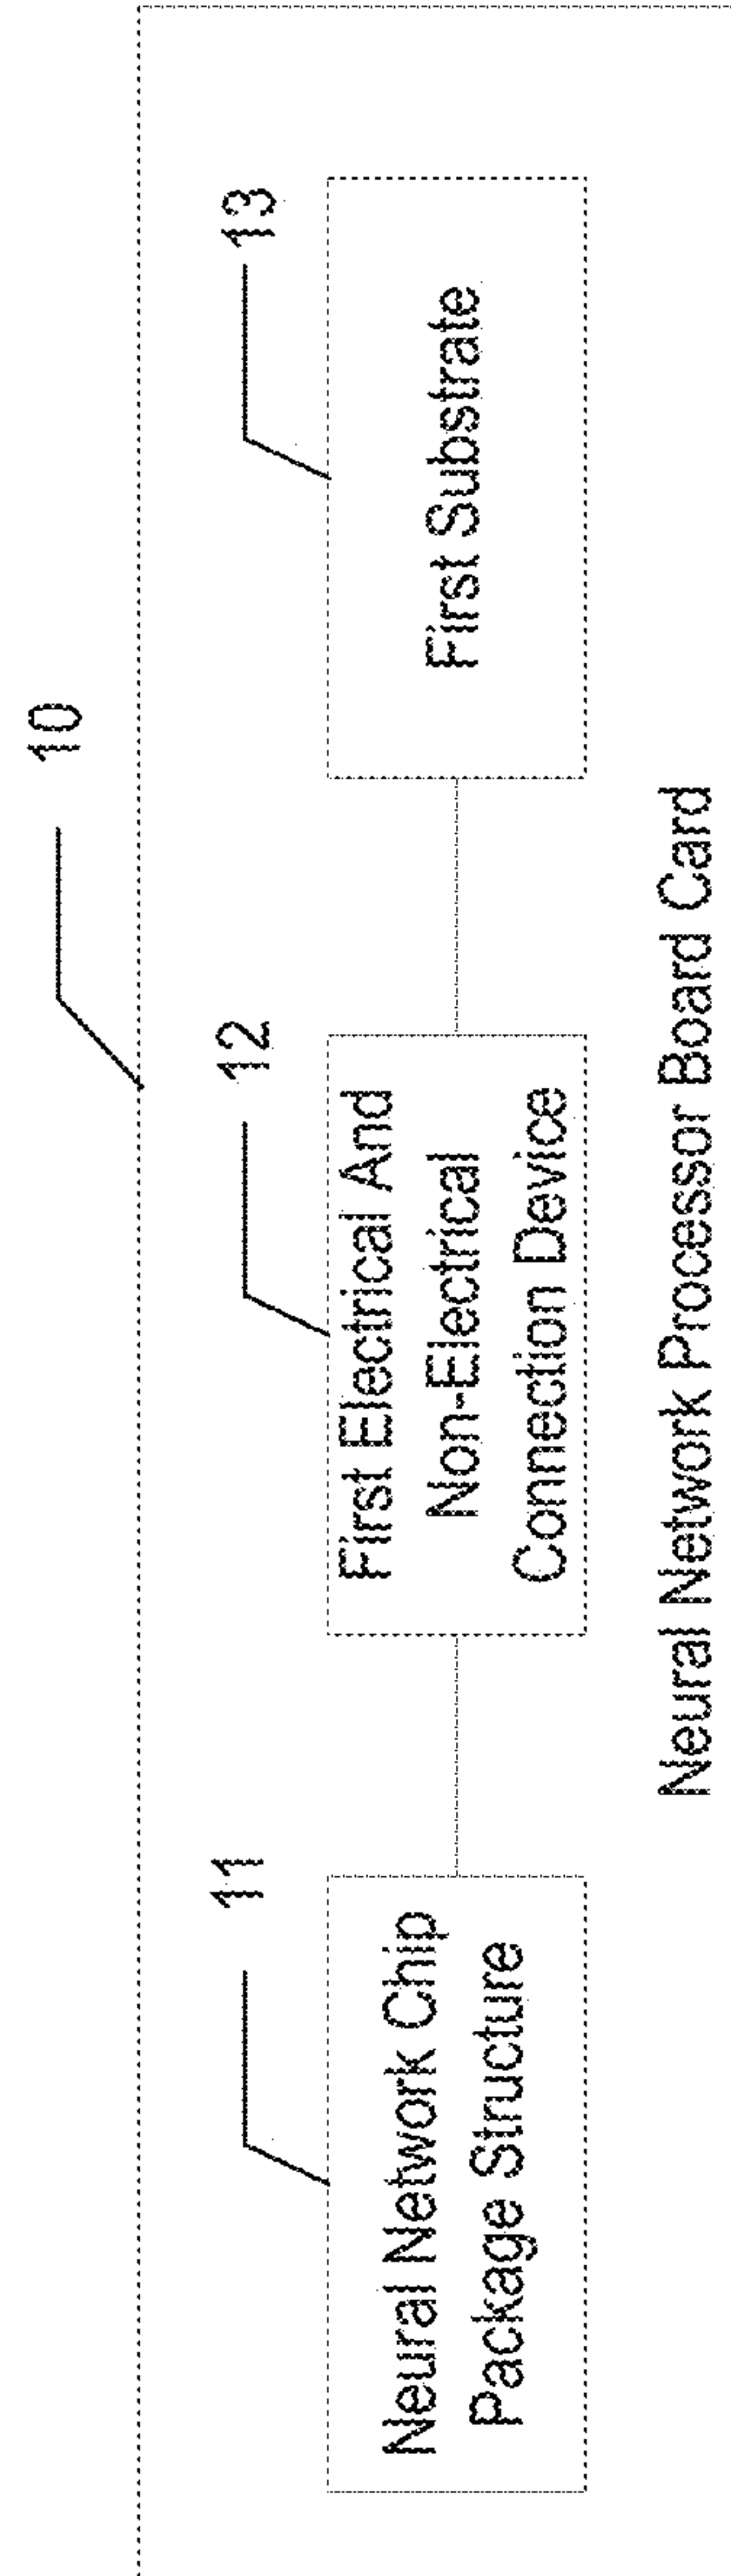 10
11
12
13
Neural Network Chip
Package Structure
First Electrical And
Non-Electrical
Connection Device
First Substrate
Neural Network Processor Board Card